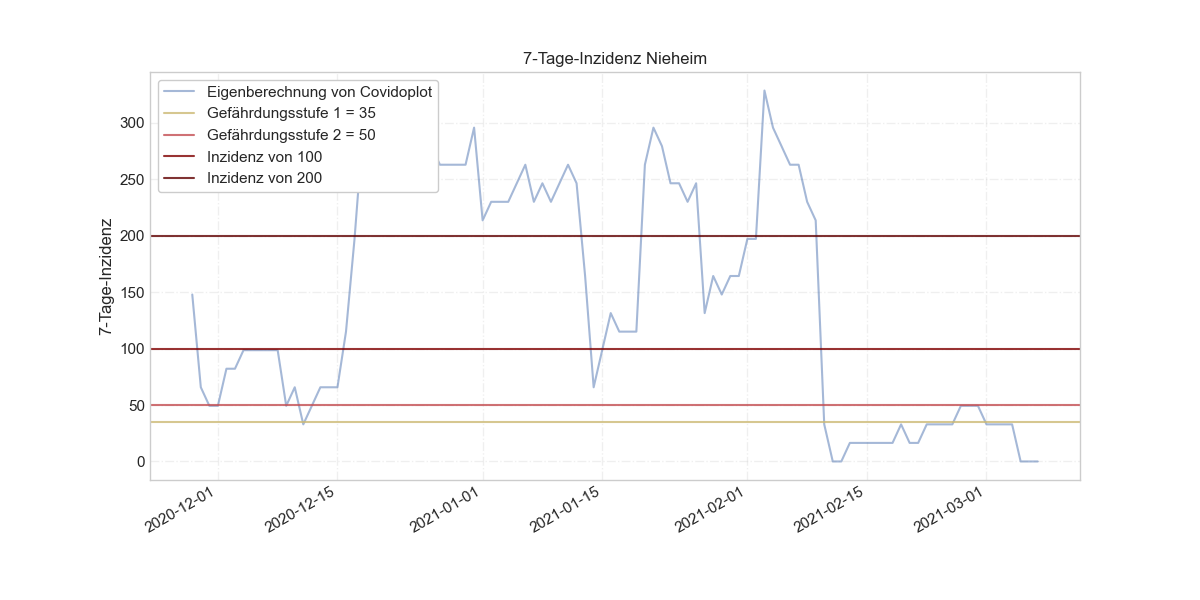 7-Tage-Inzidenz Nieheim
Eigenberechnung von Covidoplot
Gefährdungsstufe 1 = 35
Gefährdungsstufe 2 = 50
Inzidenz von 100
Inzidenz von 200
7-Tage-Inzidenz
300
250
200
150
100
50
0
2020-12-01
2020-12-15
2021-01-01
2021-01-15
2021-02-01
2021-02-15
2021-03-01